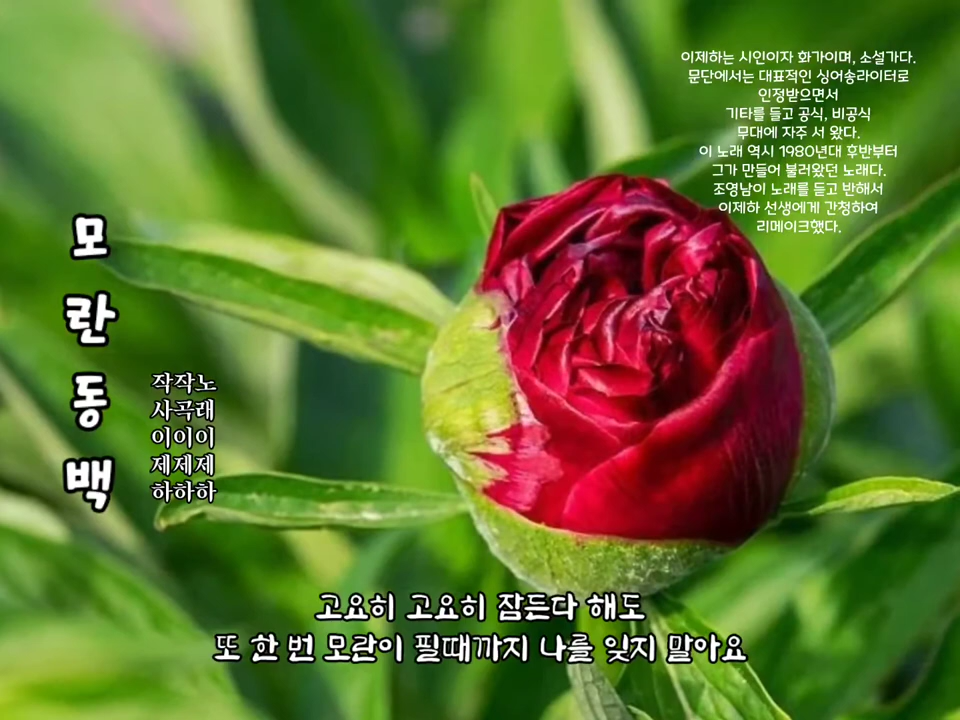 이제하는 시인이자 화가이며, 소설가다.
문단에서는 대표적인 싱어송라이터로
인정받으면서
기타를 들고 공식, 비공식
무대에 자주 서 왔다.
이 노래 역시 1980년대 후반부터
그가 만들어 불러왔던 노래다.
조영남이 노래를 듣고 반해서
이제하 선생에게 간청하여
리메이크했다.
모란동백
작사 이제하
작곡 이제하
노래 이제하
고요히 고요히 잠든다 해도
또 한 번 모란이 필때까지 나를 잊지 말아요